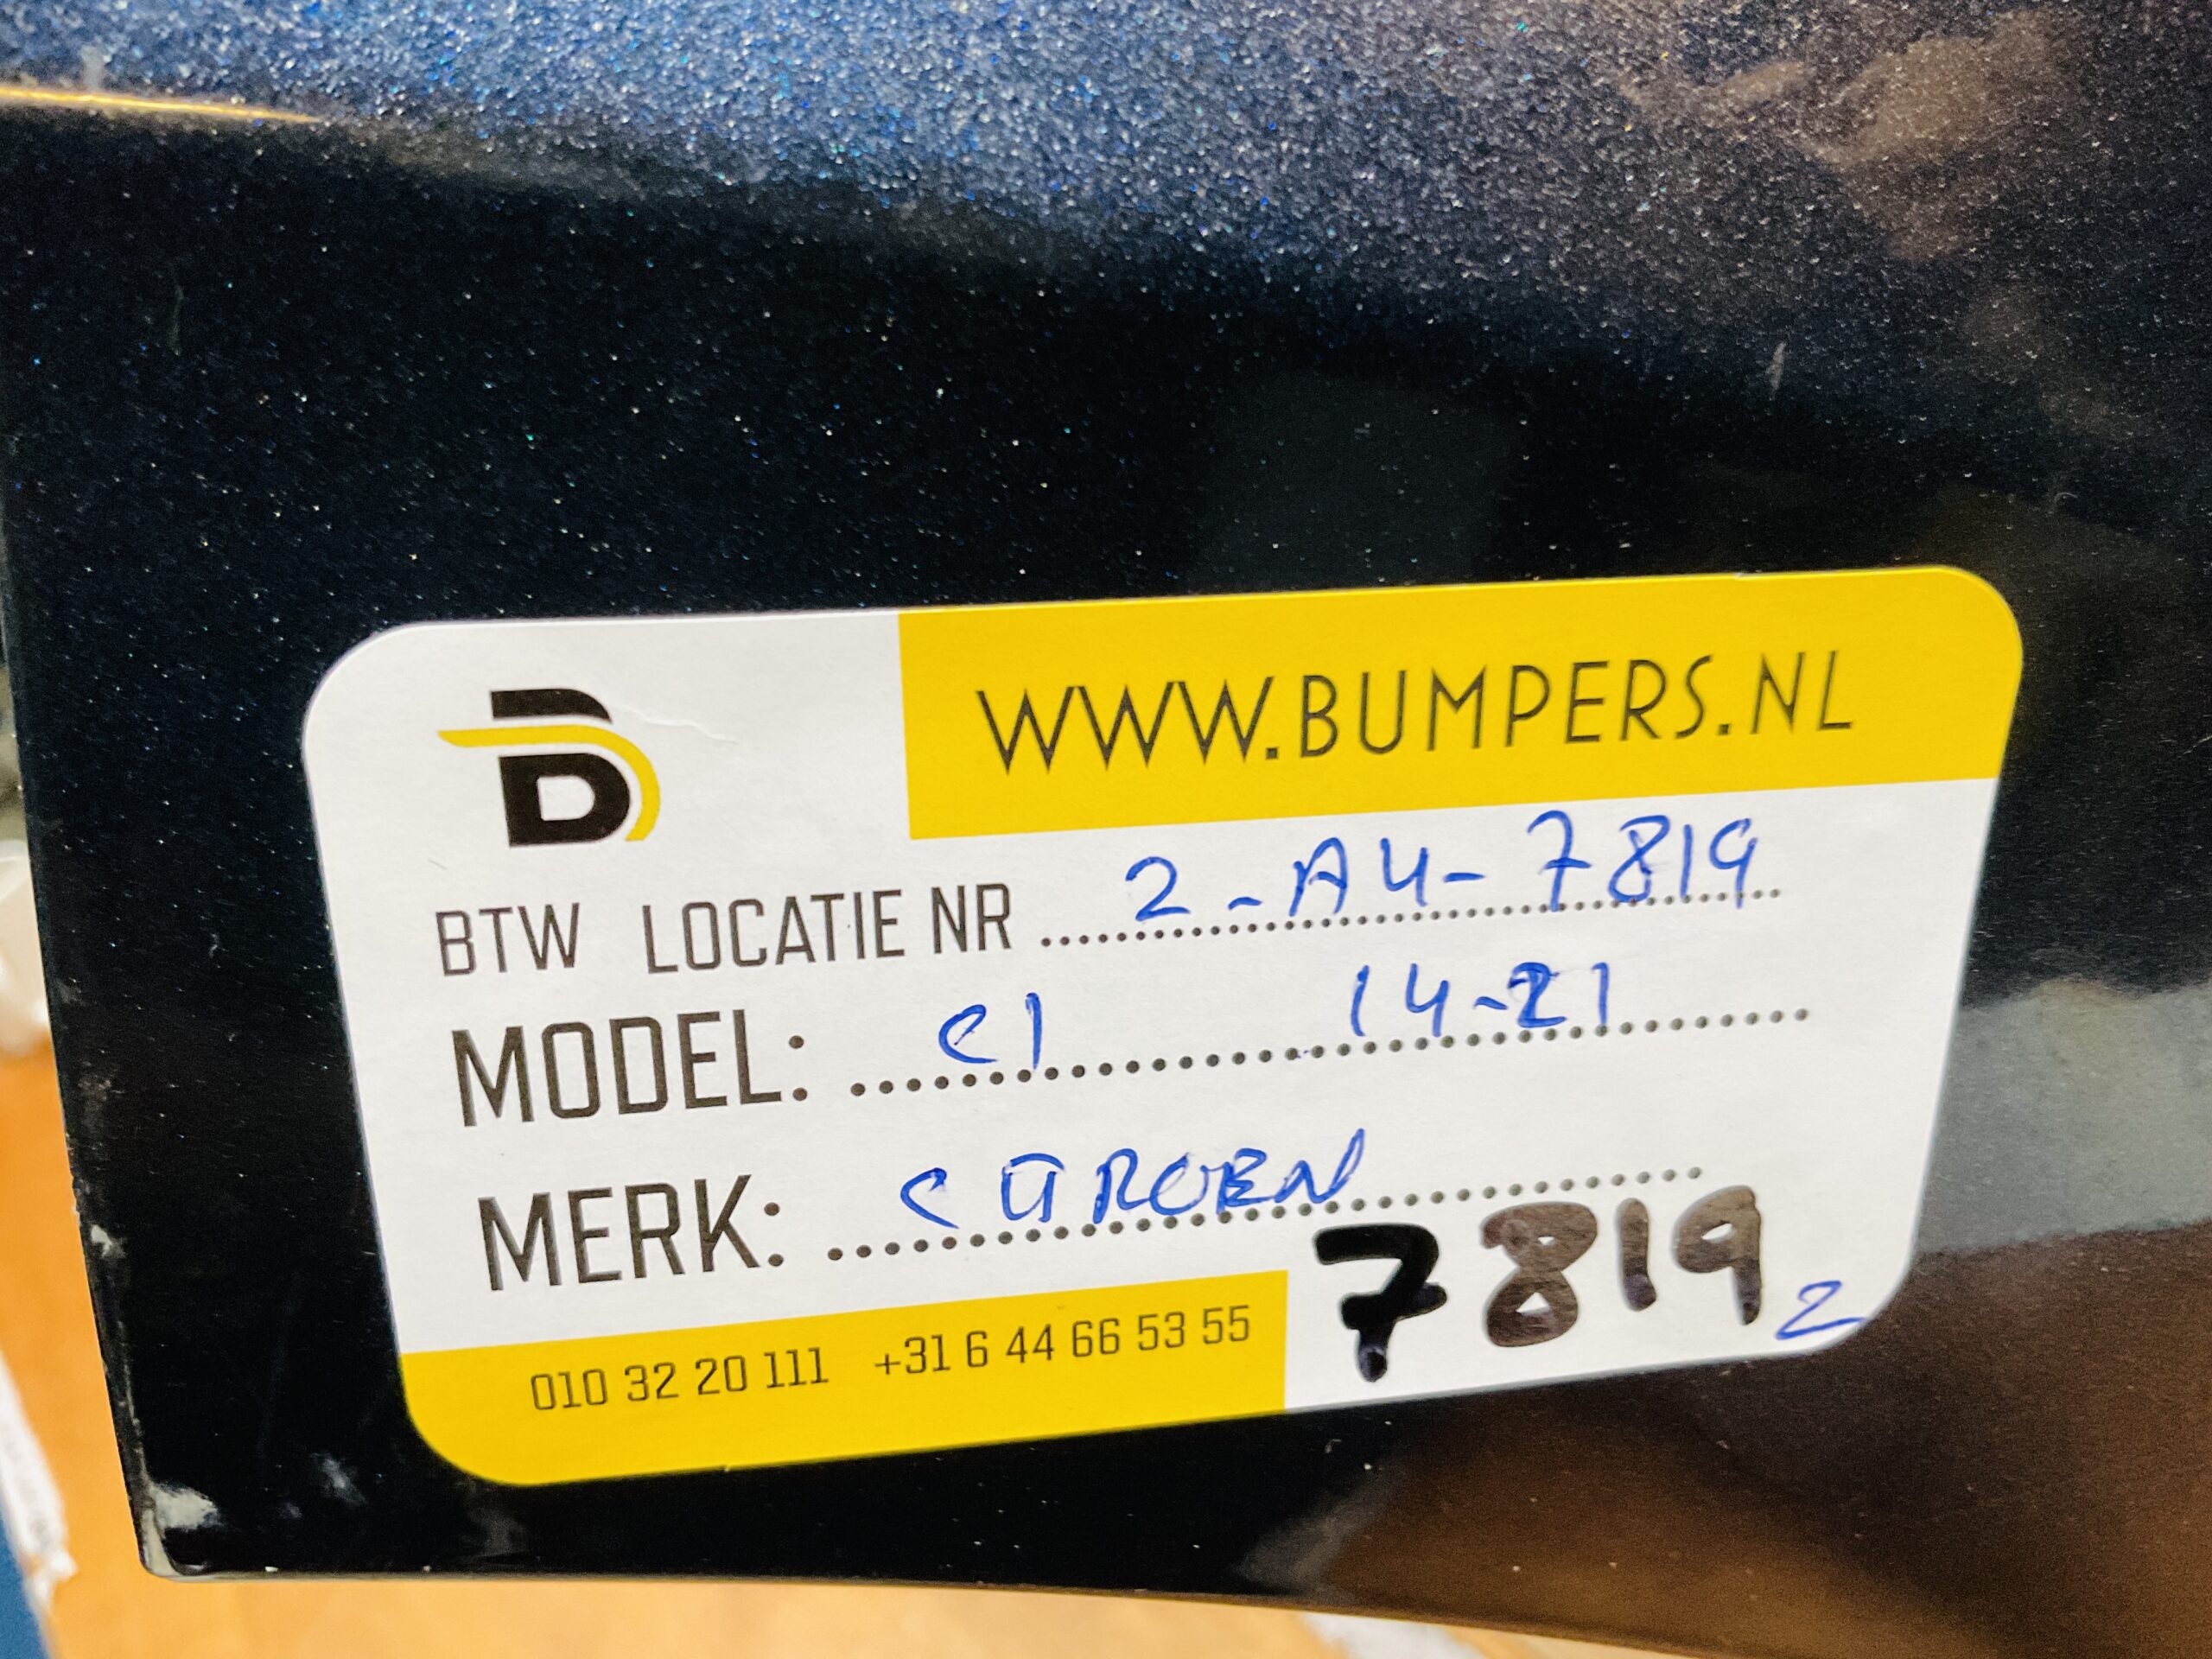 B WWW.BUMPERS.NL
BTW LOCATIE NR 2-A4-7819
MODEL: C1 14-21
MERK: CITROEN
7819 2
010 32 20 111 +31 6 44 66 53 55